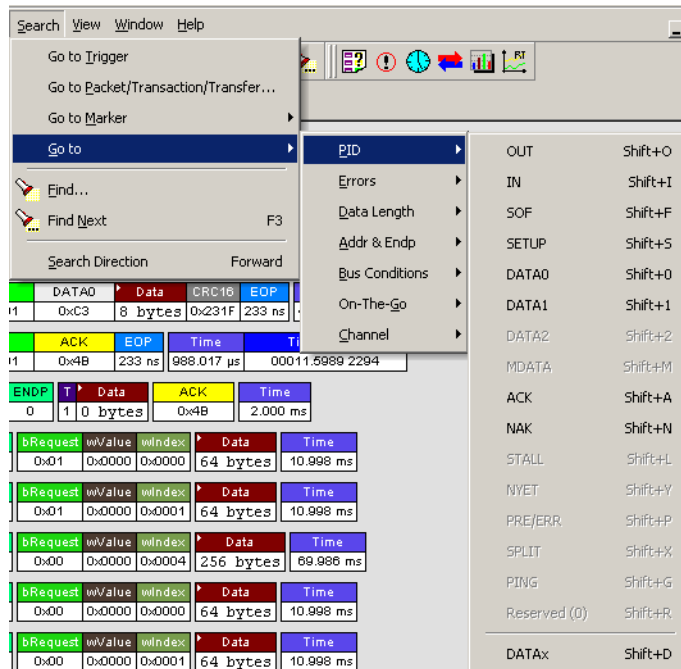 Search View Window Help
Go to Trigger
Go to Packet/Transaction/Transfer...
Go to Marker
Go to
Find...
Find Next F3
Search Direction Forward
PID
Errors
Data Length
Addr & Endp
Bus Conditions
On-The-Go
Channel
OUT Shift+O
IN Shift+I
SOF Shift+F
SETUP Shift+S
DATA0 Shift+0
DATA1 Shift+1
DATA2 Shift+2
MDATA Shift+M
ACK Shift+A
NAK Shift+N
STALL Shift+L
NYET Shift+Y
PRE/ERR Shift+P
SPLIT Shift+X
PING Shift+G
Reserved (0) Shift+R
DATAx Shift+D
DATA0 Data CRC16 EOP
0xC3 8 bytes 0x231F 233 ns
ACK EOP Time
0x4B 233 ns 988.017 µs 00011.5989 2294
ENDP T Data ACK Time
0 1 0 bytes 0x4B 2.000 ms
bRequest wValue wIndex Data Time
0x01 0x0000 0x0000 64 bytes 10.998 ms
bRequest wValue wIndex Data Time
0x01 0x0000 0x0001 64 bytes 10.998 ms
bRequest wValue wIndex Data Time
0x00 0x0000 0x0004 256 bytes 69.986 ms
bRequest wValue wIndex Data Time
0x00 0x0000 0x0000 64 bytes 10.998 ms
bRequest wValue wIndex Data Time
0x00 0x0000 0x0001 64 bytes 10.998 ms